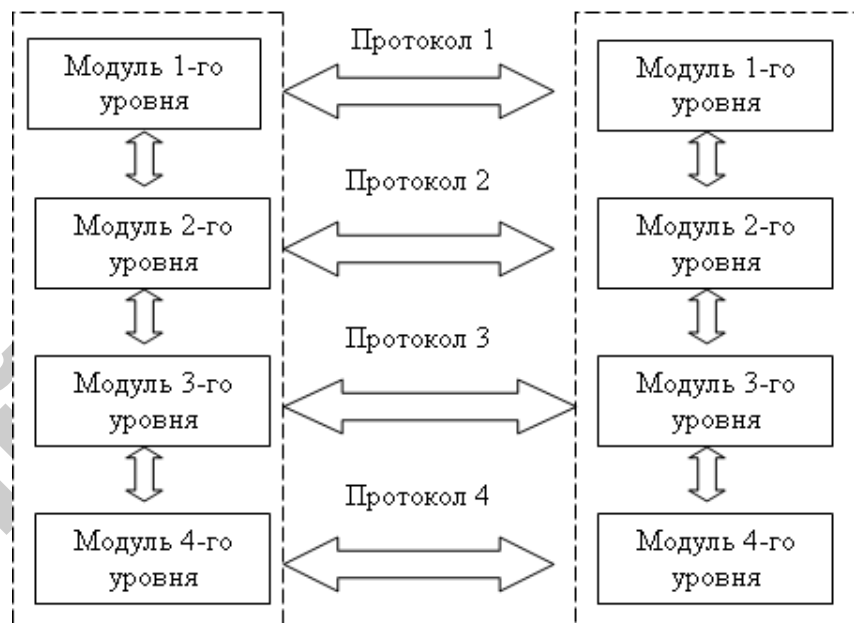 Протокол 1
Модуль 1-го
уровня
Модуль 1-го
уровня
Протокол 2
Модуль 2-го
уровня
Модуль 2-го
уровня
Протокол 3
Модуль 3-го
уровня
Модуль 3-го
уровня
Протокол 4
Модуль 4-го
уровня
Модуль 4-го
уровня